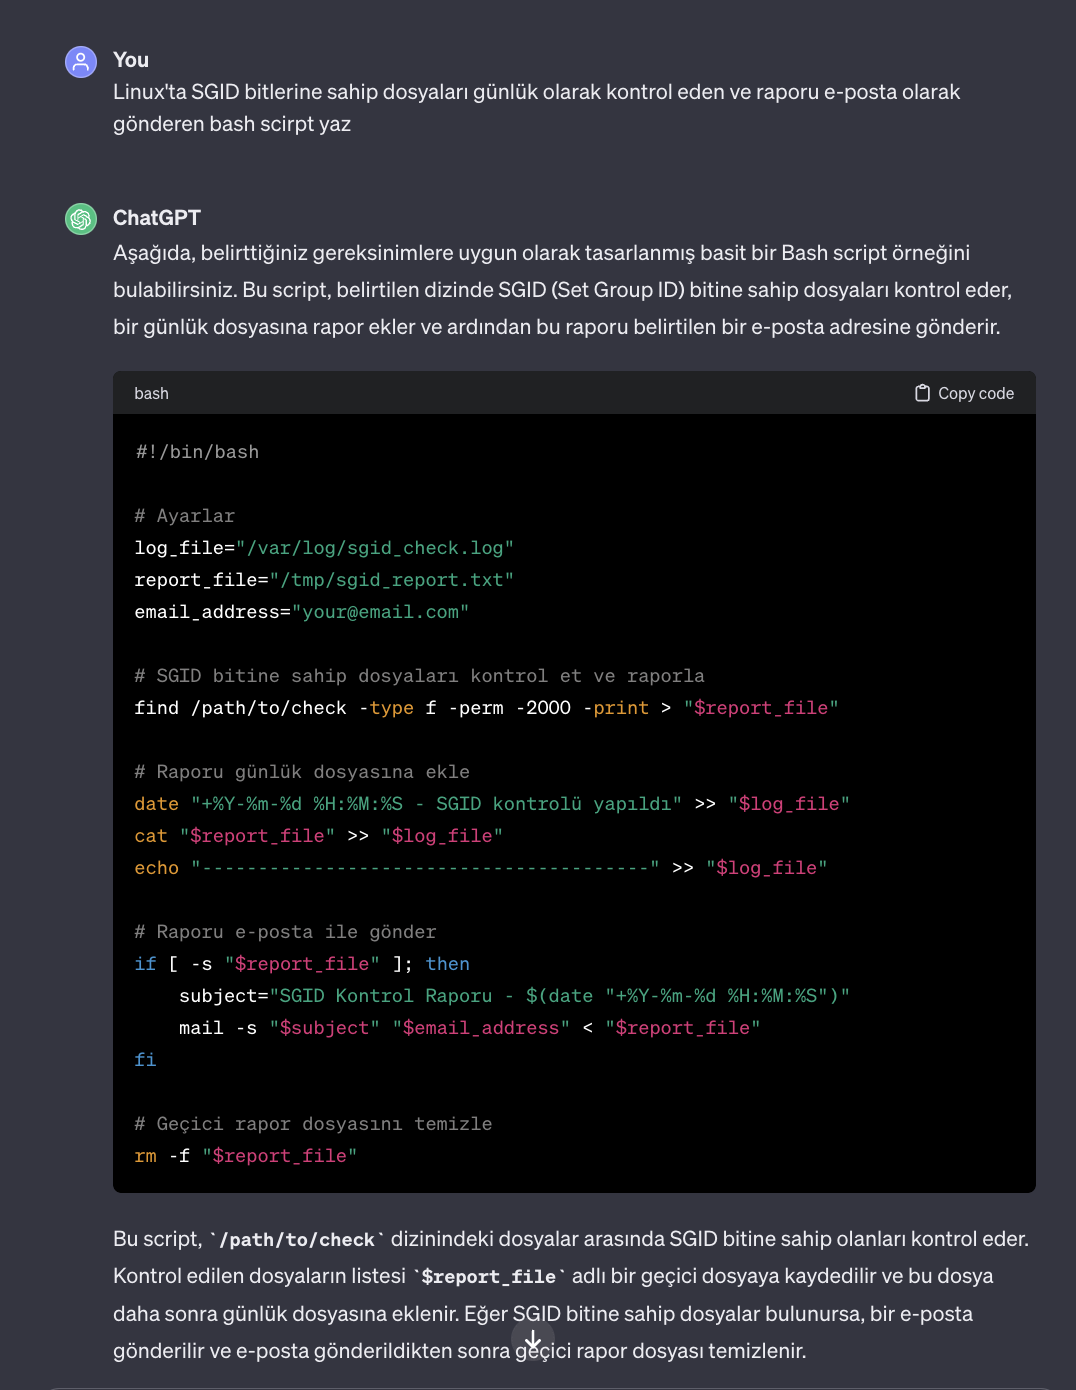 You
Linux'ta SGID bitlerine sahip dosyaları günlük olarak kontrol eden ve raporu e-posta olarak
gönderen bash scirpt yaz
ChatGPT
Aşağıda, belirttiğiniz gereksinimlere uygun olarak tasarlanmış basit bir Bash script örneğini
bulabilirsiniz. Bu script, belirtilen dizinde SGID (Set Group ID) bitine sahip dosyaları kontrol eder,
bir günlük dosyasına rapor ekler ve ardından bu raporu belirtilen bir e-posta adresine gönderir.
bash Copy code
#!/bin/bash
# Ayarlar
log_file="/var/log/sgid_check.log"
report_file="/tmp/sgid_report.txt"
email_address="your@email.com"
# SGID bitine sahip dosyaları kontrol et ve raporla
find /path/to/check -type f -perm -2000 -print > "$report_file"
# Raporu günlük dosyasına ekle
date "+%Y-%m-%d %H:%M:%S - SGID kontrolü yapıldı" >> "$log_file"
cat "$report_file" >> "$log_file"
echo "----------------------------------------" >> "$log_file"
# Raporu e-posta ile gönder
if [ -s "$report_file" ]; then
    subject="SGID Kontrol Raporu - $(date "+%Y-%m-%d %H:%M:%S")"
    mail -s "$subject" "$email_address" < "$report_file"
fi
# Geçici rapor dosyasını temizle
rm -f "$report_file"
Bu script, `/path/to/check` dizinindeki dosyalar arasında SGID bitine sahip olanları kontrol eder.
Kontrol edilen dosyaların listesi `$report_file` adlı bir geçici dosyaya kaydedilir ve bu dosya
daha sonra günlük dosyasına eklenir. Eğer SGID bitine sahip dosyalar bulunursa, bir e-posta
gönderilir ve e-posta gönderildikten sonra geçici rapor dosyası temizlenir.